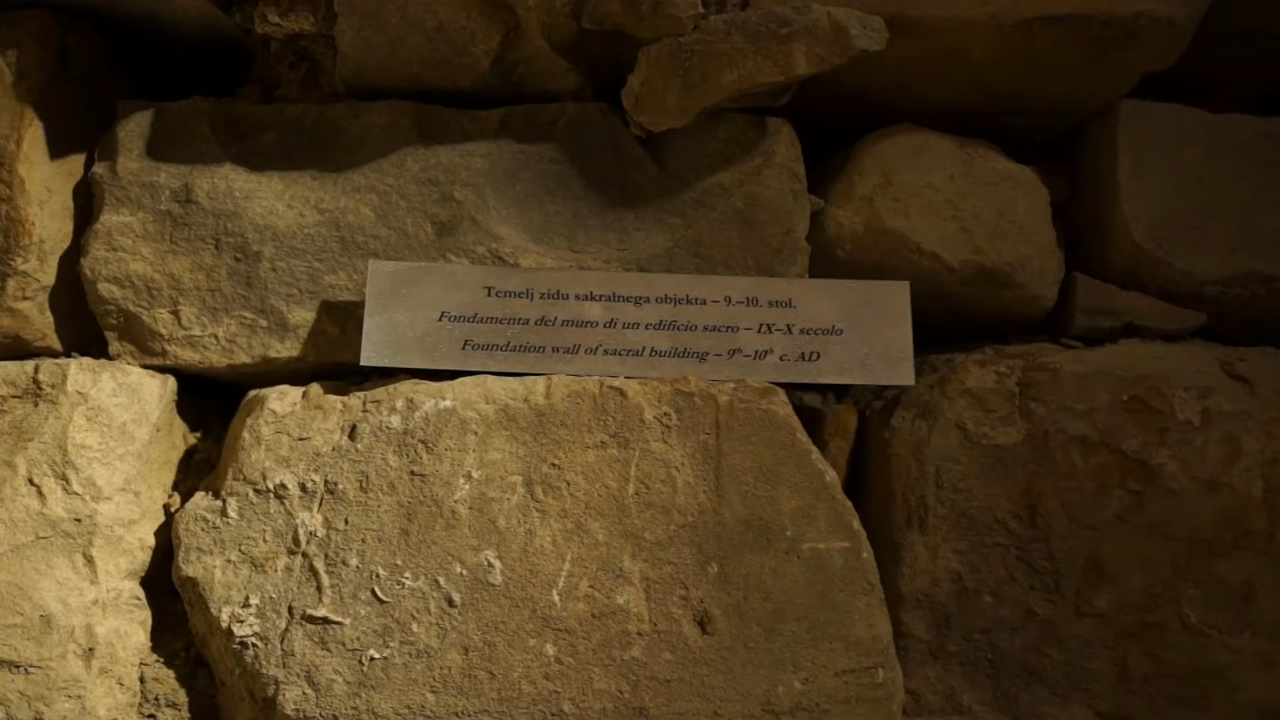 Temelj zidu sakralnega objekta – 9.–10. stol.
Fondamenta del muro di un edificio sacro – IX–X secolo
Foundation wall of sacral building – 9th–10th c. AD